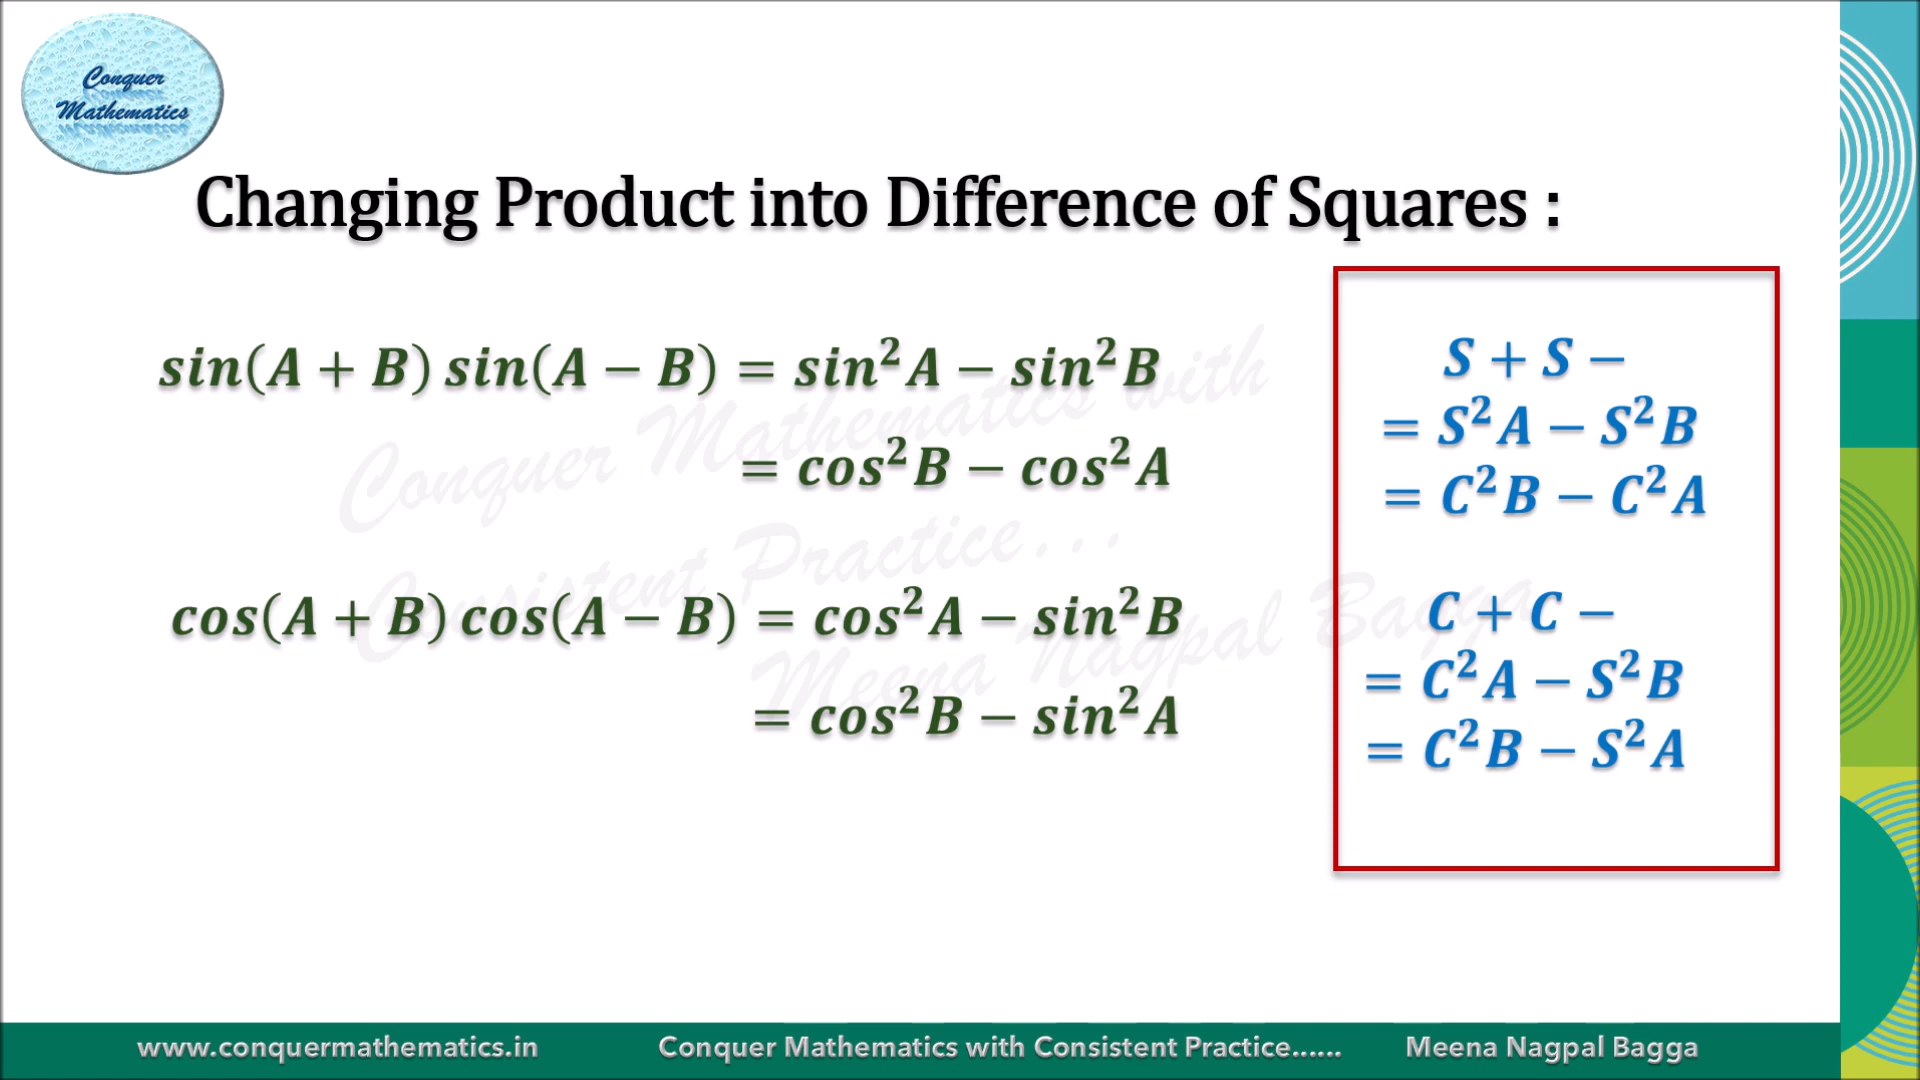 Conquer
Mathematics
Changing Product into Difference of Squares :
sin(A + B) sin(A − B) = sin²A − sin²B
= cos²B − cos²A
cos(A + B) cos(A − B) = cos²A − sin²B
= cos²B − sin²A
S + S −
= S²A − S²B
= C²B − C²A
C + C −
= C²A − S²B
= C²B − S²A
Conquer Mathematics with
Consistent Practice...
Meena Nagpal Bagga
www.conquermathematics.in Conquer Mathematics with Consistent Practice...... Meena Nagpal Bagga